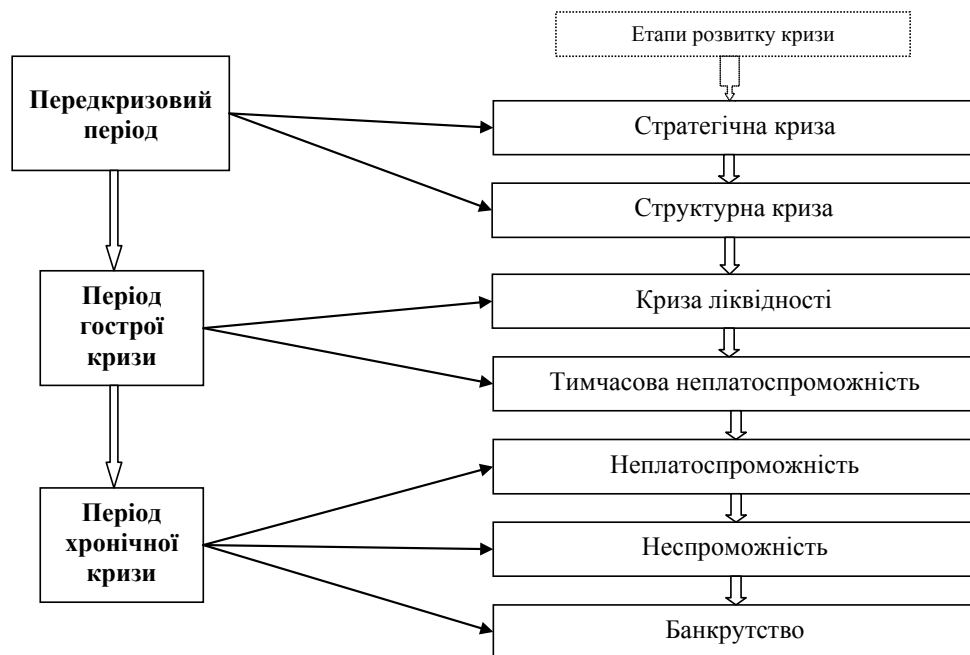 Етапи розвитку кризи
Передкризовий
період
Стратегічна криза
Структурна криза
Період
гострої
кризи
Криза ліквідності
Тимчасова неплатоспроможність
Період
хронічної
кризи
Неплатоспроможність
Неспроможність
Банкрутство